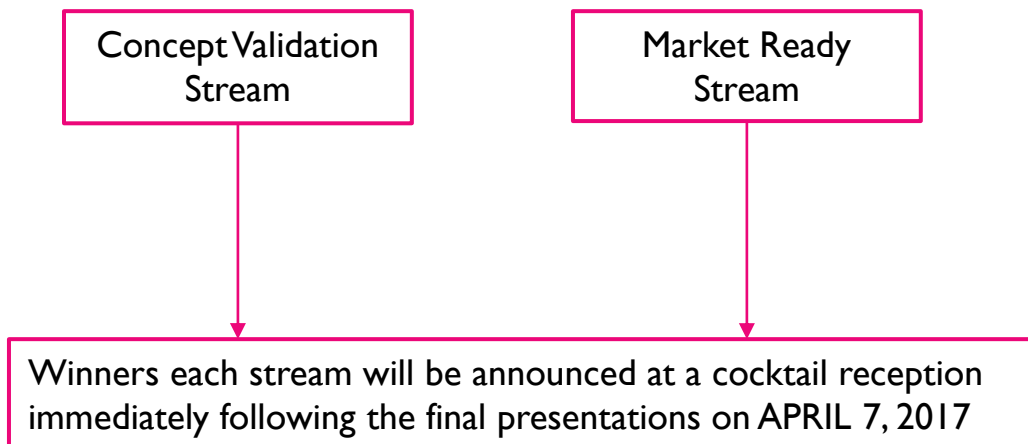 Concept Validation
Stream
Market Ready
Stream
Winners each stream will be announced at a cocktail reception
immediately following the final presentations on APRIL 7, 2017